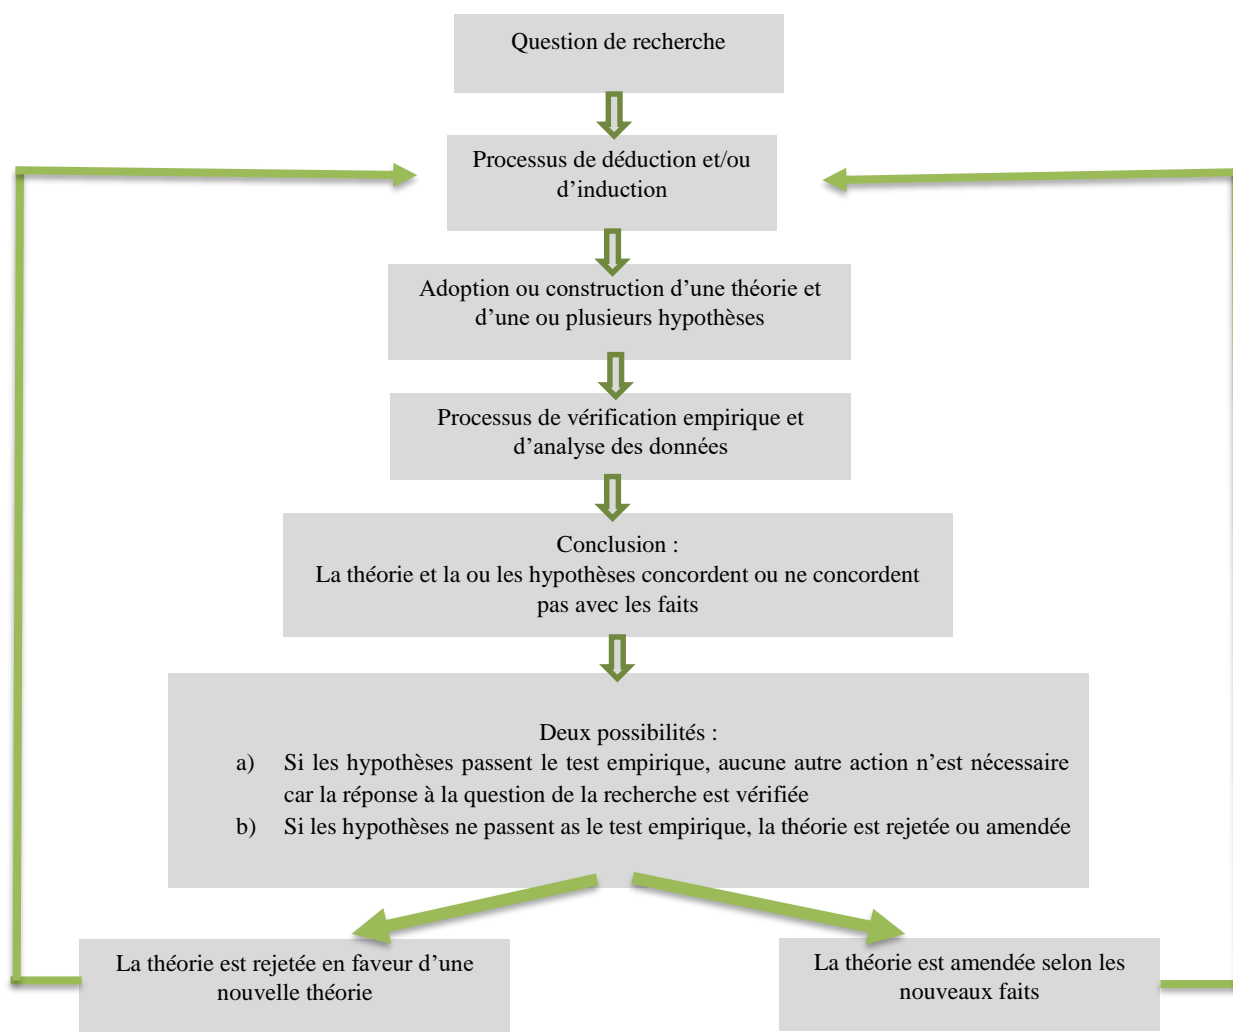 Question de recherche
Processus de déduction et/ou
d’induction
Adoption ou construction d’une théorie et
d’une ou plusieurs hypothèses
Processus de vérification empirique et
d’analyse des données
Conclusion :
La théorie et la ou les hypothèses concordent ou ne concordent
pas avec les faits
Deux possibilités :
a) Si les hypothèses passent le test empirique, aucune autre action n’est nécessaire
car la réponse à la question de la recherche est vérifiée
b) Si les hypothèses ne passent as le test empirique, la théorie est rejetée ou amendée
La théorie est rejetée en faveur d’une
nouvelle théorie
La théorie est amendée selon les
nouveaux faits